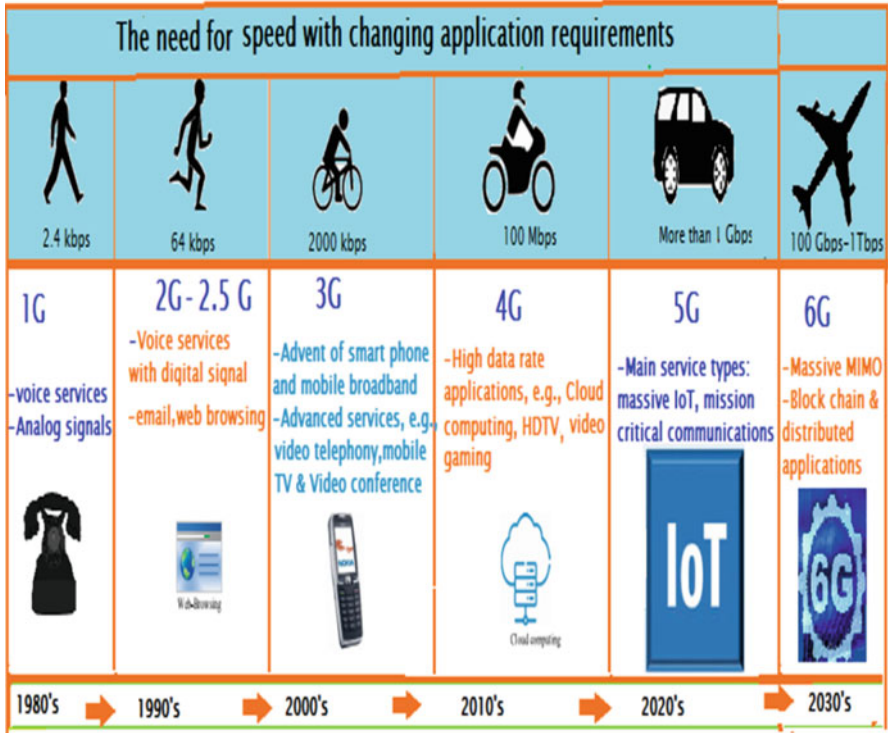 The need for speed with changing application requirements
2.4 kbps
64 kbps
2000 kbps
100 Mbps
More than 1 Gbps
100 Gbps-1Tbps
1G
-voice services
-Analog signals
2G-2.5 G
-Voice services
with digital signal
-email,web browsing
Web-Browsing
3G
-Advent of smart phone
and mobile broadband
-Advanced services, e.g.,
video telephony,mobile
TV & Video conference
NOKIA
4G
-High data rate
applications, e.g., Cloud
computing, HDTV, video
gaming
Cloud computing
5G
-Main service types:
massive IoT, mission
critical communications
IoT
6G
-Massive MIMO
-Block chain &
distributed
applications
6G
1980's
1990's
2000's
2010's
2020's
2030's